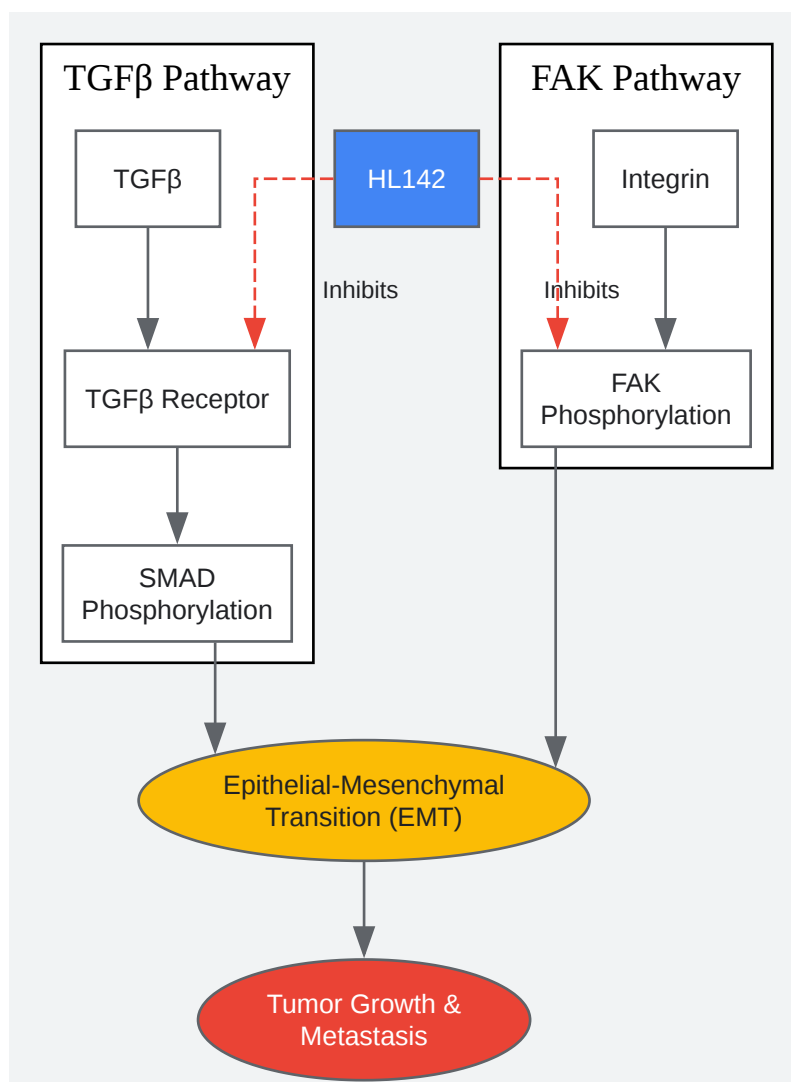 TGFβ Pathway
FAK Pathway
TGFβ
HL142
Integrin
Inhibits
Inhibits
TGFβ Receptor
FAK
Phosphorylation
SMAD
Phosphorylation
Epithelial-Mesenchymal
Transition (EMT)
Tumor Growth &
Metastasis